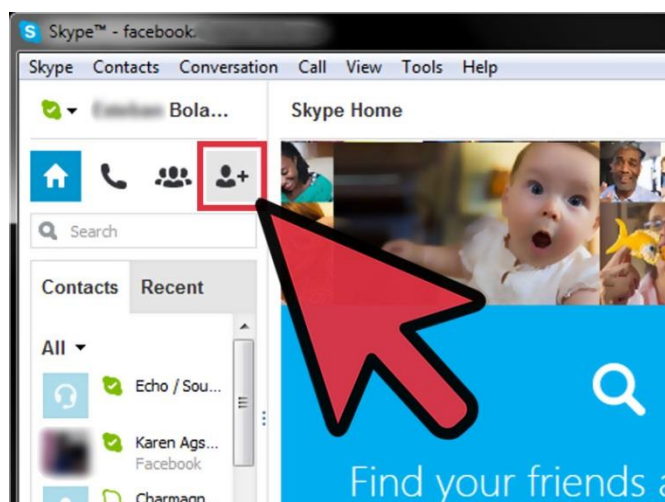 Skype™ - facebook:
Skype Contacts Conversation Call View Tools Help
Bola...
Skype Home
Search
Contacts Recent
All
Echo / Sou...
Karen Ags...
Facebook
Charmagn...
Find your friends a